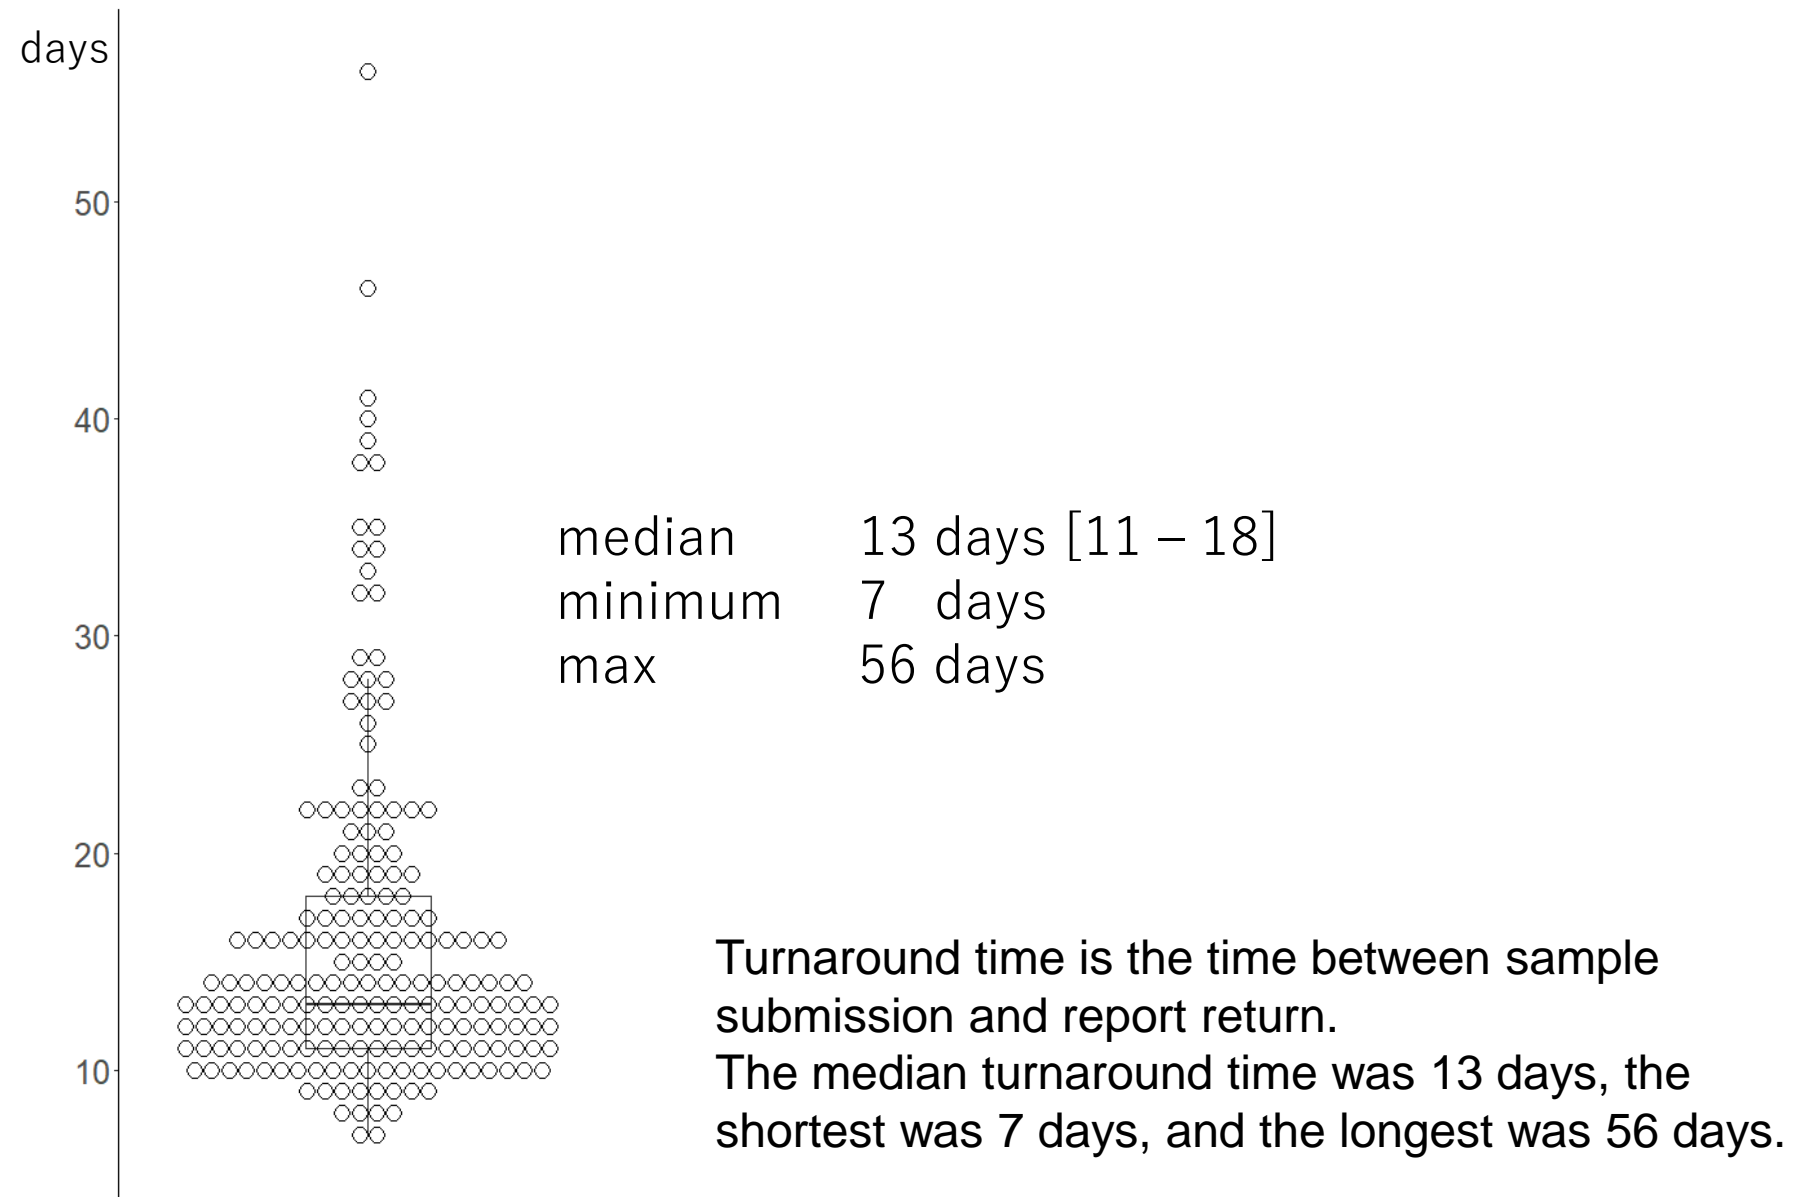 days
50
40
30
20
10
median 13 days [11 – 18]
minimum 7 days
max 56 days
Turnaround time is the time between sample
submission and report return.
The median turnaround time was 13 days, the
shortest was 7 days, and the longest was 56 days.